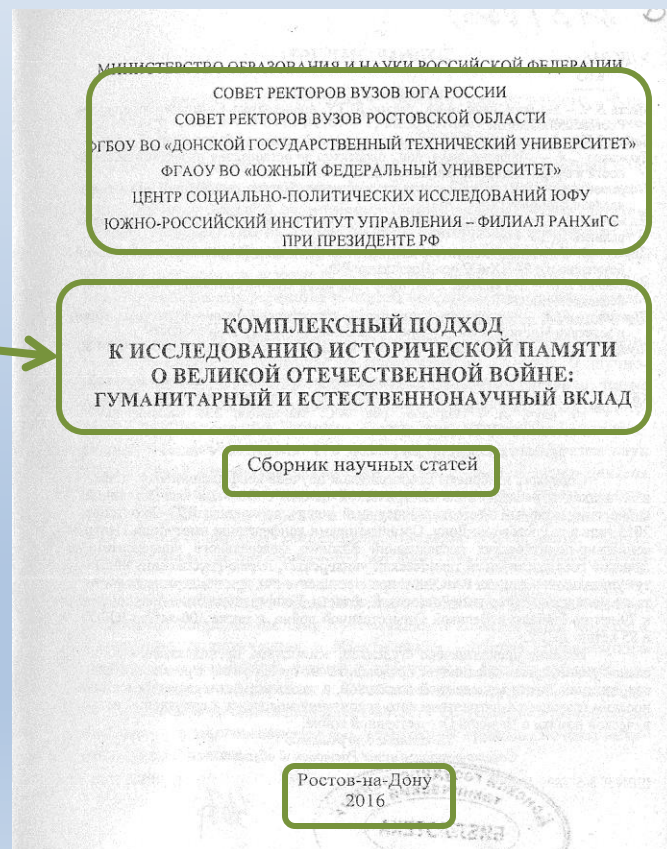 МИНИСТЕРСТВО ОБРАЗОВАНИЯ И НАУКИ РОССИЙСКОЙ ФЕДЕРАЦИИ
СОВЕТ РЕКТОРОВ ВУЗОВ ЮГА РОССИИ
СОВЕТ РЕКТОРОВ ВУЗОВ РОСТОВСКОЙ ОБЛАСТИ
ФГБОУ ВО «ДОНСКОЙ ГОСУДАРСТВЕННЫЙ ТЕХНИЧЕСКИЙ УНИВЕРСИТЕТ»
ФГАОУ ВО «ЮЖНЫЙ ФЕДЕРАЛЬНЫЙ УНИВЕРСИТЕТ»
ЦЕНТР СОЦИАЛЬНО-ПОЛИТИЧЕСКИХ ИССЛЕДОВАНИЙ ЮФУ
ЮЖНО-РОССИЙСКИЙ ИНСТИТУТ УПРАВЛЕНИЯ – ФИЛИАЛ РАНХиГС
ПРИ ПРЕЗИДЕНТЕ РФ
КОМПЛЕКСНЫЙ ПОДХОД
К ИССЛЕДОВАНИЮ ИСТОРИЧЕСКОЙ ПАМЯТИ
О ВЕЛИКОЙ ОТЕЧЕСТВЕННОЙ ВОЙНЕ:
ГУМАНИТАРНЫЙ И ЕСТЕСТВЕННОНАУЧНЫЙ ВКЛАД
Сборник научных статей
Ростов-на-Дону
2016